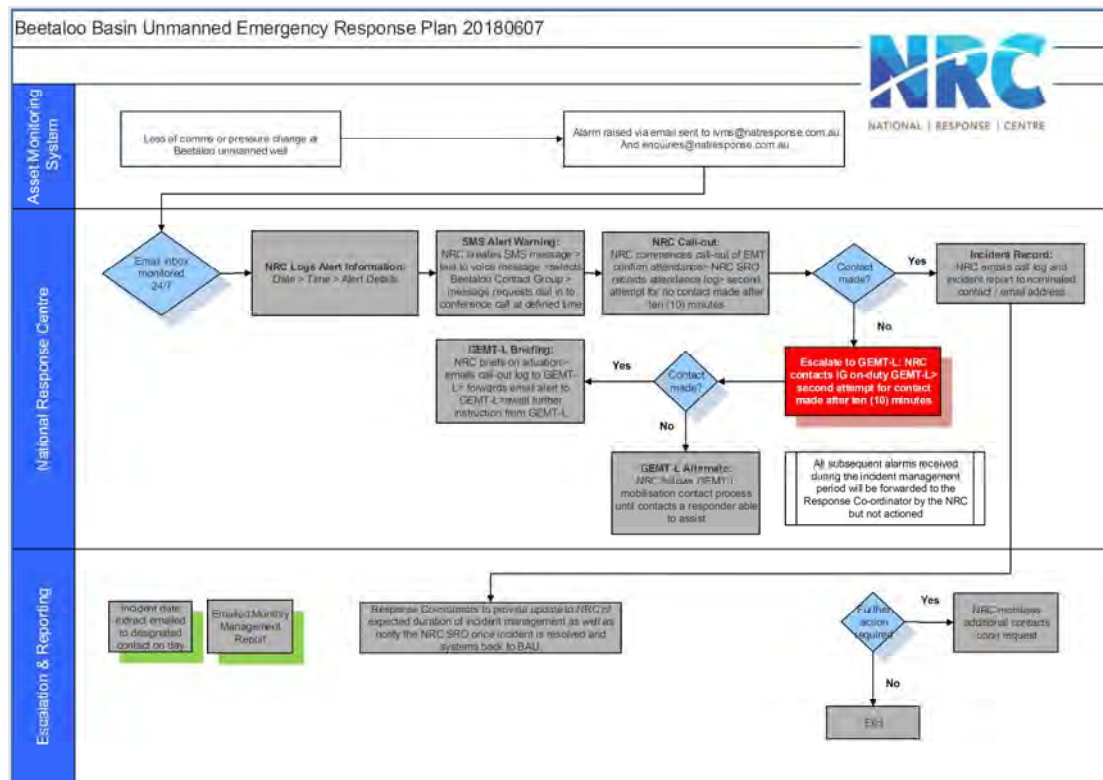 Beetaloo Basin Unmanned Emergency Response Plan 20180607
NRC
NATIONAL | RESPONSE | CENTRE
Asset Monitoring
System
Loss of comms or pressure change at
Beetaloo unmanned well
Alarm raised via email sent to ivms@natresponse.com.au
And enquiries@natresponse.com.au
National Response Centre
Email inbox
monitored
24/7
NRC Logs Alert Information:
Date > Time > Alert Details
SMS Alert Warning:
NRC creates SMS message >
text to voice message >selects
Beetaloo Contact Group >
message requests dial in to
conference call at defined time
NRC Call-out:
NRC commences call-out of EMT
confirm attendance> NRC SRO
records attendance log> second
attempt for no contact made after
ten (10) minutes
Contact
made?
Yes
Incident Record:
NRC emails call log and
incident report to nominated
contact / email address
No
Escalate to GEMT-L: NRC
contacts IG on-duty GEMT-L>
second attempt for contact
made after ten (10) minutes
Contact
made?
Yes
GEMT-L Briefing:
NRC briefs on situation>
emails call-out log to GEMT-
L> forwards email alert to
GEMT-L>await further
instruction from GEMT-L
No
GEMT-L Alternate:
NRC follows GEMT-L
mobilisation contact process
until contacts a responder able
to assist
All subsequent alarms received
during the incident management
period will be forwarded to the
Response Co-ordinator by the NRC
but not actioned
Escalation & Reporting
Incident date
extract emailed
to designated
contact on day
Emailed Monthly
Management
Report
Response Co-ordinator to provide update to NRC of
expected duration of incident management as well as
notify the NRC SRO once incident is resolved and
systems back to BAU.
Further
action
required
Yes
NRC mobilises
additional contacts
upon request
No
Exit